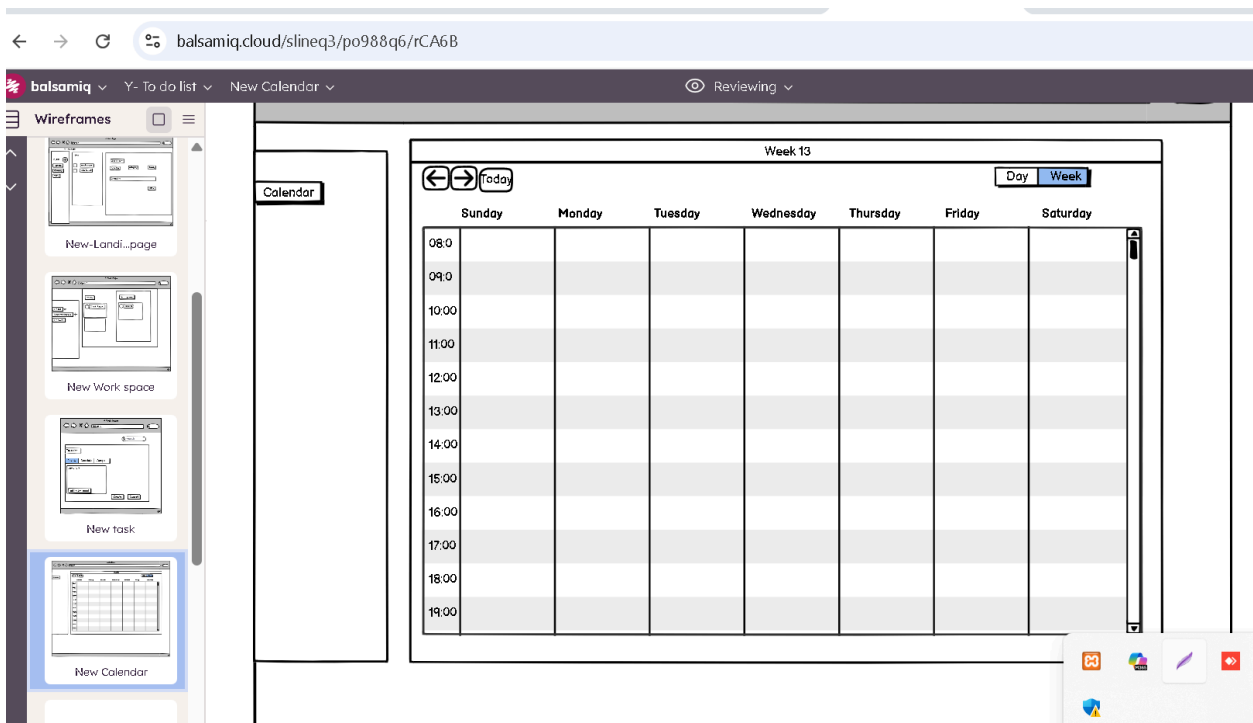 balsamiq.cloud/slineq3/po988q6/rCA6B
balsamiq Y- To do list New Calendar Reviewing
Wireframes
New-Landi...page
New Work space
New task
New Calendar
Calendar
Week 13
Today
Day Week
Sunday Monday Tuesday Wednesday Thursday Friday Saturday
08:0
09:0
10:00
11:00
12:00
13:00
14:00
15:00
16:00
17:00
18:00
19:00